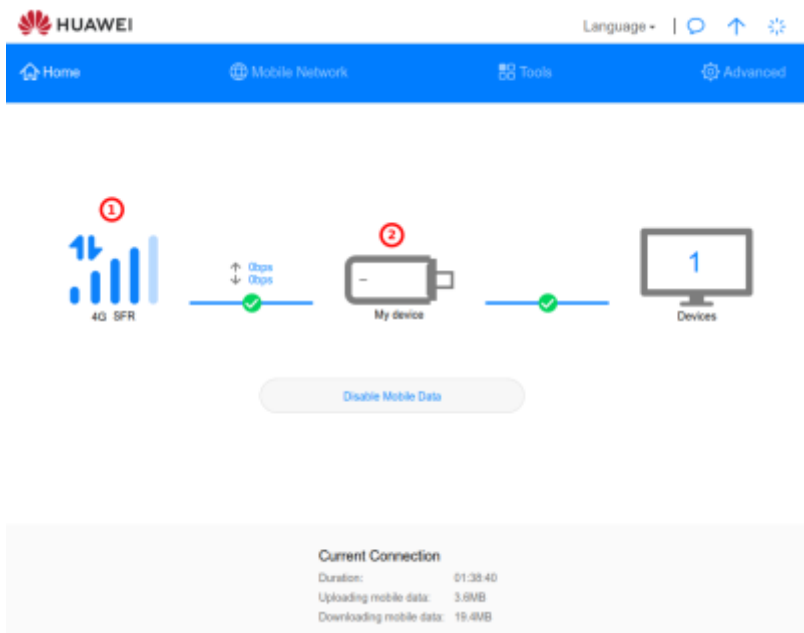 HUAWEI
Language
Home Mobile Network Tools Advanced
1
2
0bps
0bps
1
4G SFR
My device
Devices
Disable Mobile Data
Current Connection
Duration: 01:38:40
Uploading mobile data: 3.6MB
Downloading mobile data: 19.4MB